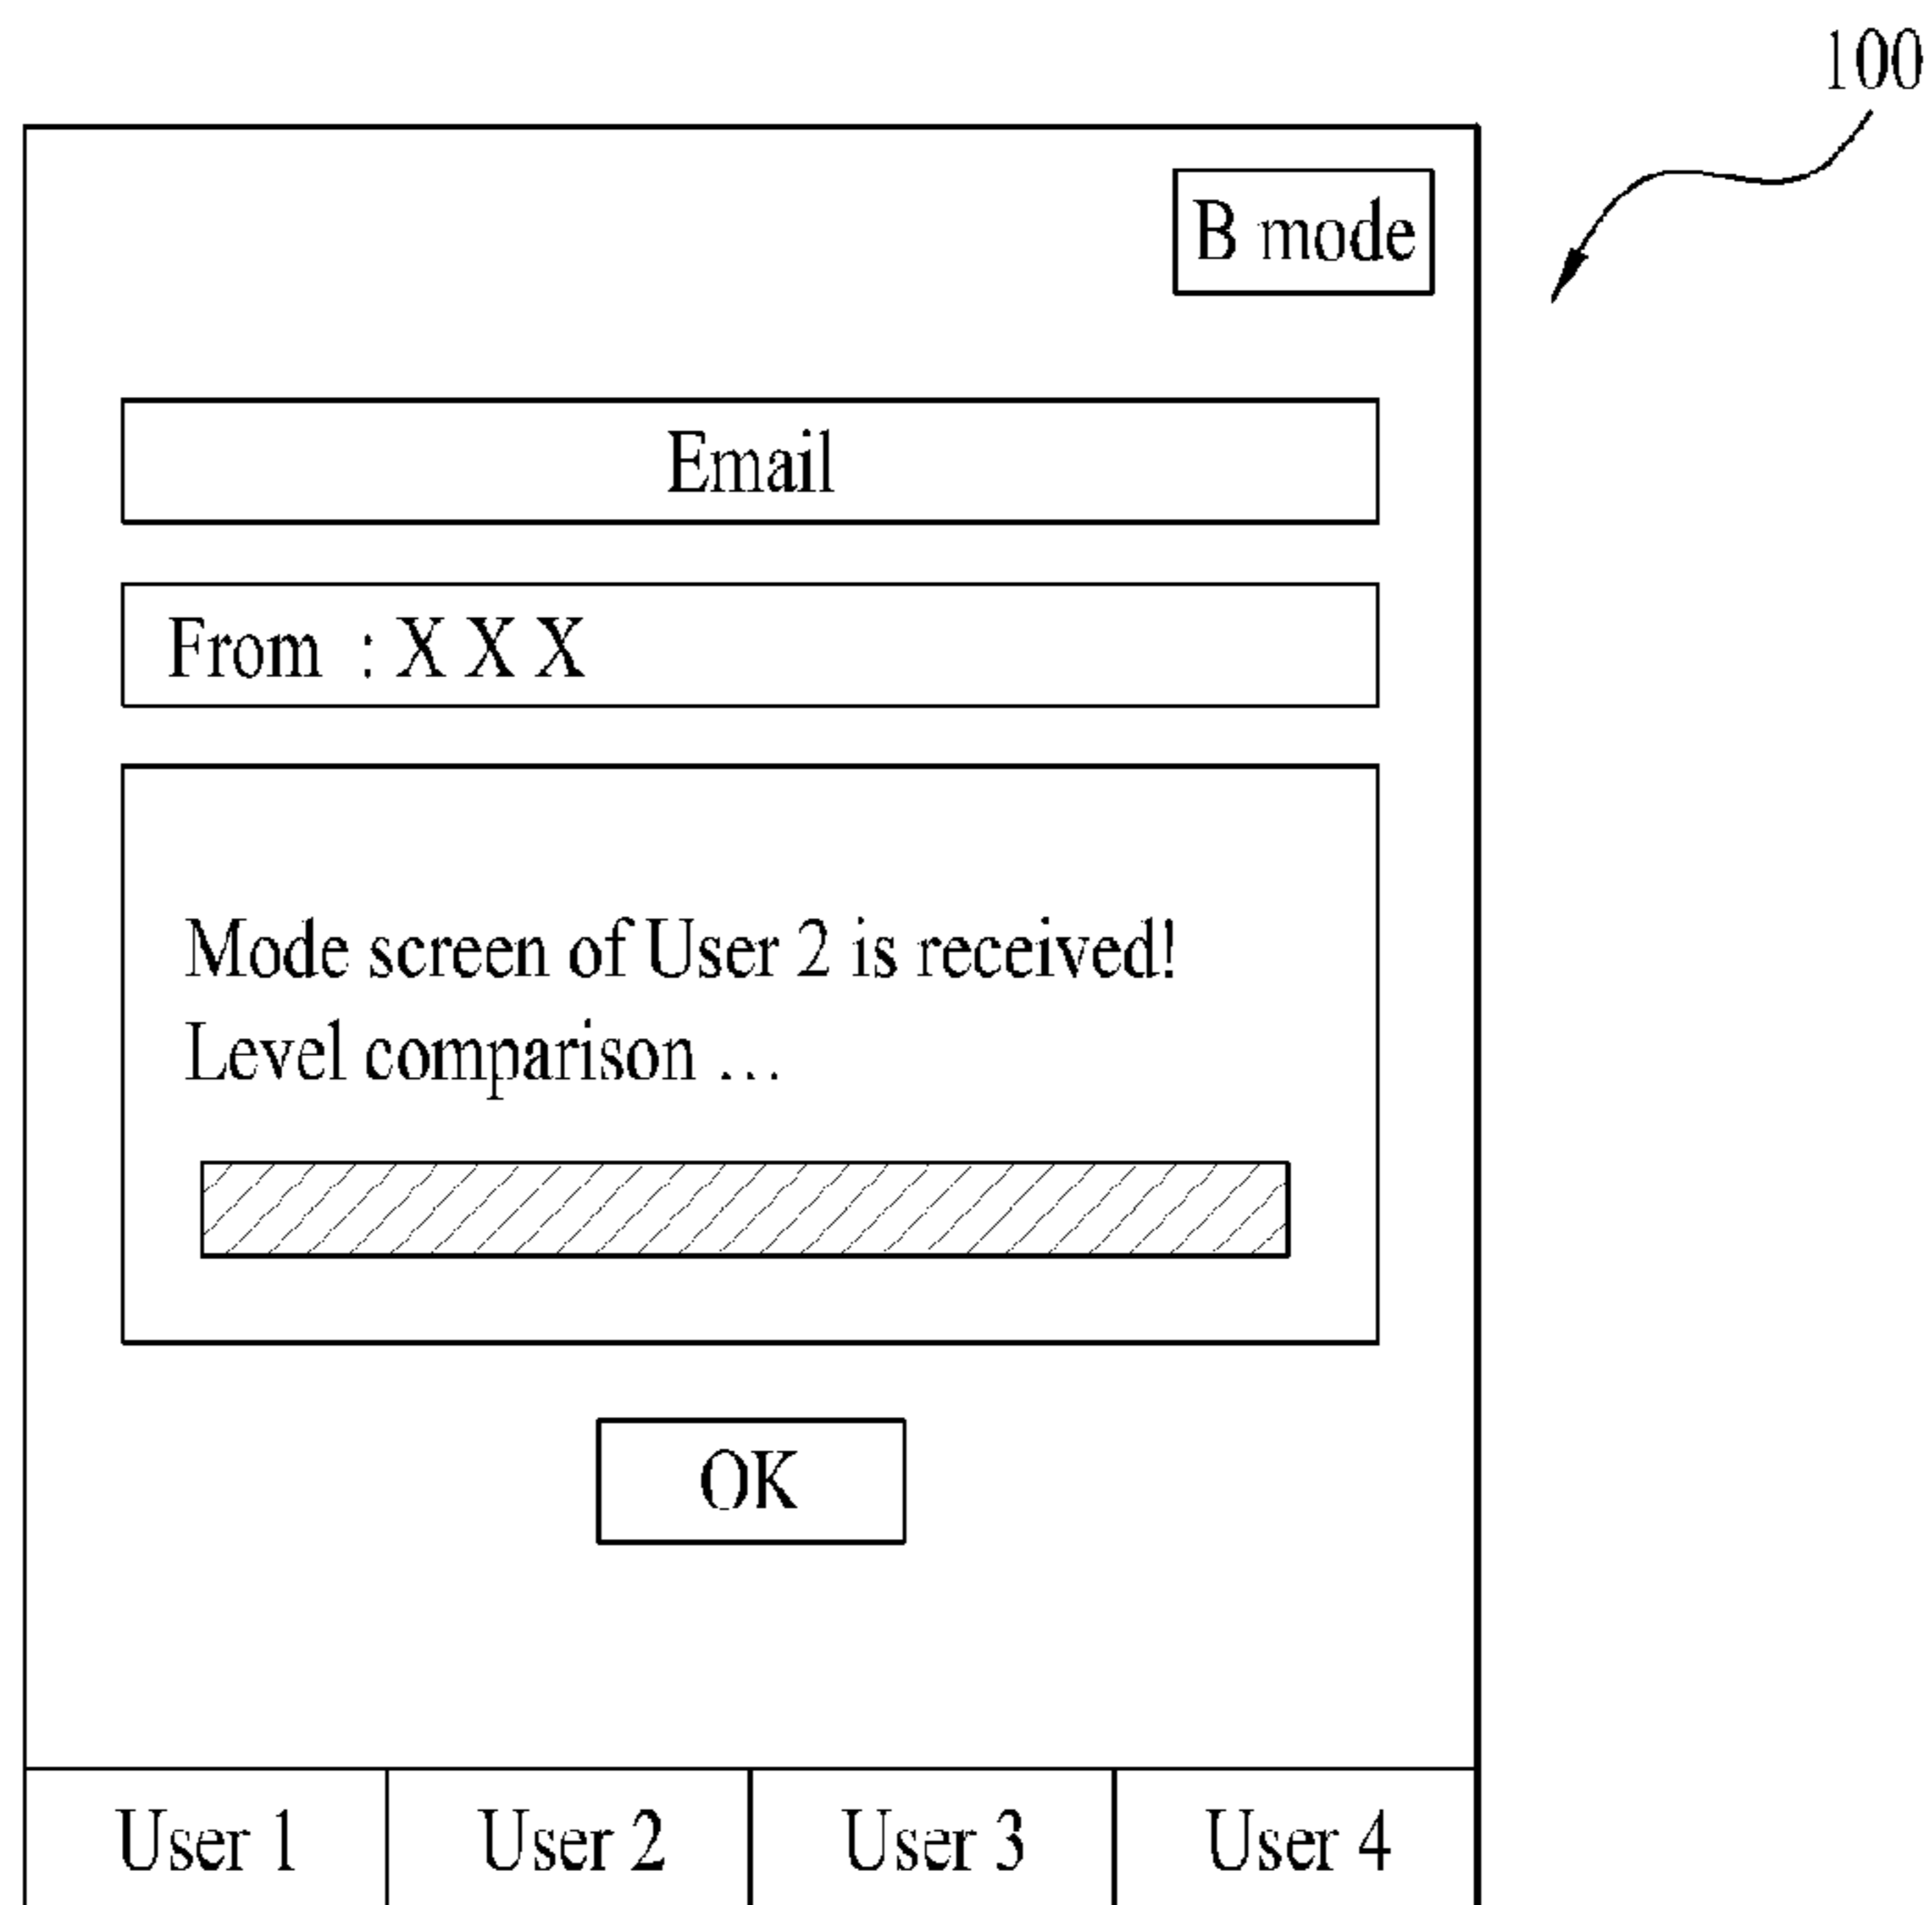 100
B mode
Email
From : X X X
Mode screen of User 2 is received!
Level comparison ...
OK
User 1 User 2 User 3 User 4